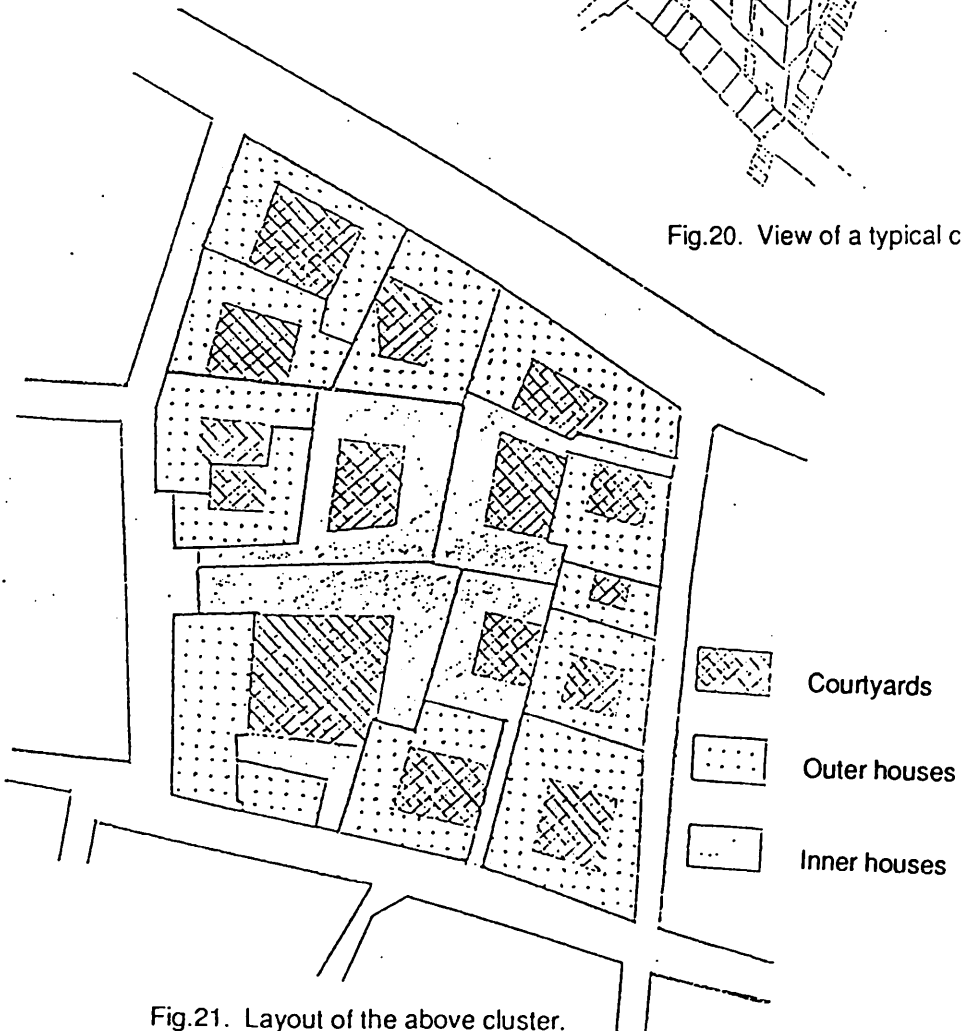 Fig.20. View of a typical c
Courtyards
Outer houses
Inner houses
Fig.21. Layout of the above cluster.